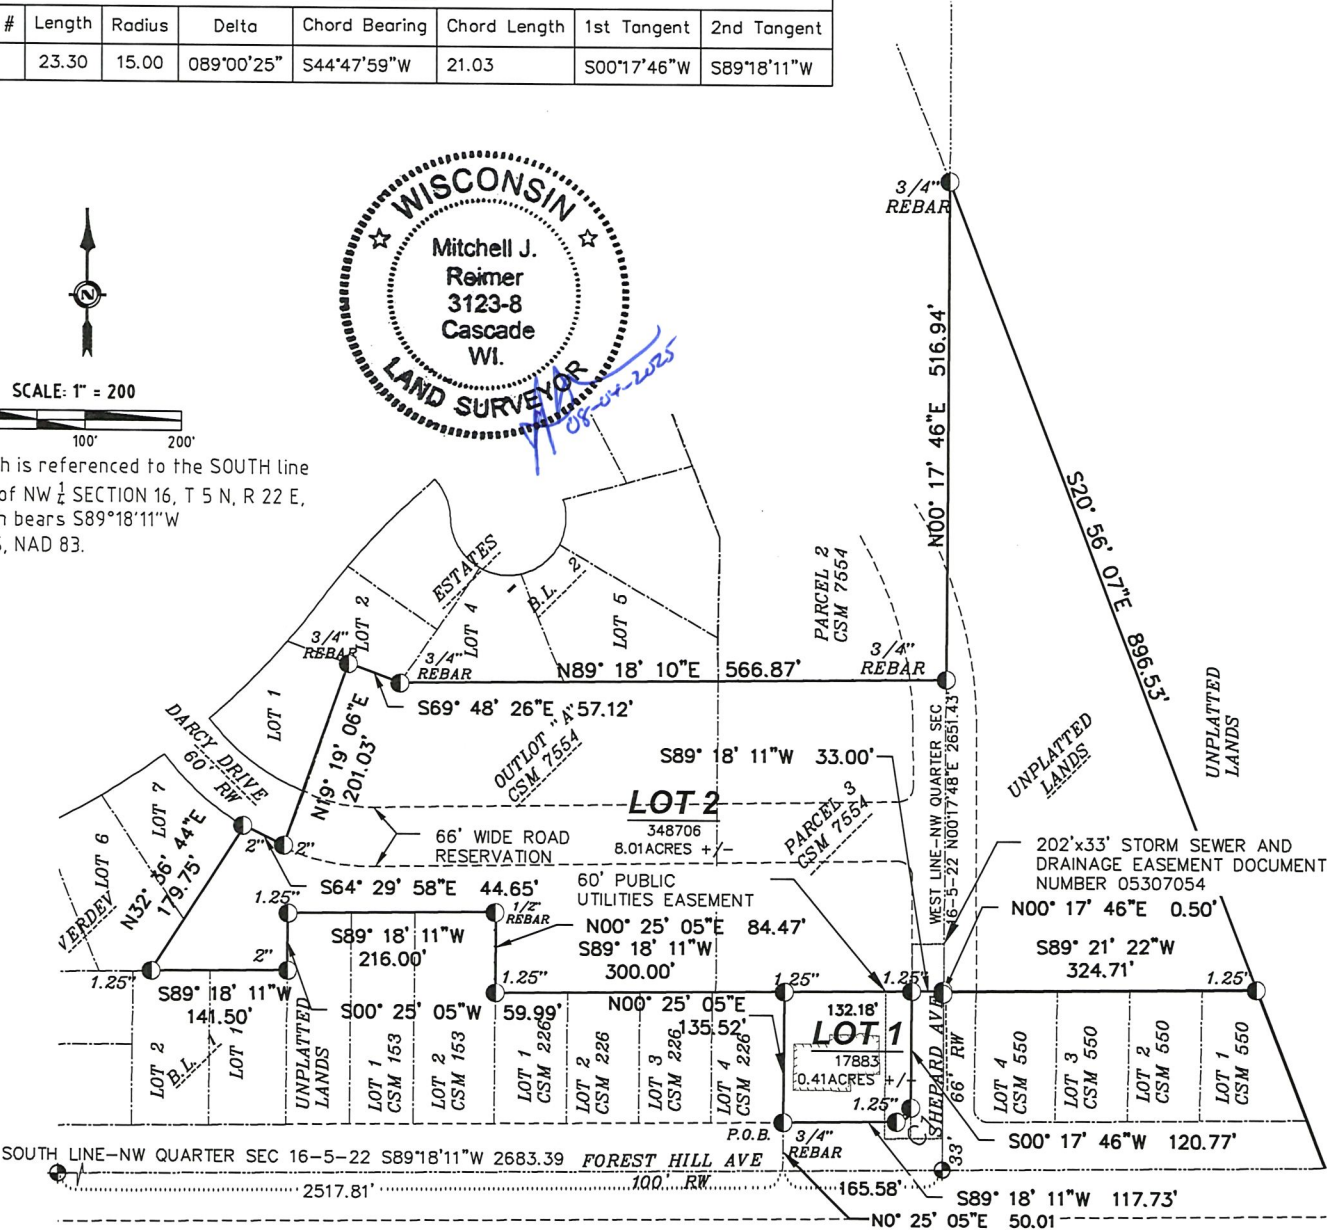 # Length Radius Delta Chord Bearing Chord Length 1st Tangent 2nd Tangent
23.30 15.00 089°00'25" S44°47'59"W 21.03 S00°17'46"W S89°18'11"W
WISCONSIN
Mitchell J.
Reimer
3123-8
Cascade
WI.
LAND SURVEYOR
08-04-2025
N
SCALE: 1" = 200
100' 200'
h is referenced to the SOUTH line
of NW ¼ SECTION 16, T 5 N, R 22 E,
bears S89°18'11"W
, NAD 83.
3/4"
REBAR
N00° 17' 46"E 516.94'
S20° 56' 07"E 896.53'
UNPLATTED
LANDS
UNPLATTED
LANDS
ESTATES
LOT 2
LOT 4
B.L. 2
LOT 5
PARCEL 2
CSM 7554
3/4"
REBAR
3/4"
REBAR
3/4"
REBAR
N89° 18' 10"E 566.87'
S69° 48' 26"E 57.12'
LOT 1
DARCY DRIVE
60' RW
N19° 19' 06"E
201.03'
OUTLOT "A"
CSM 7554
S89° 18' 11"W 33.00'
WEST LINE-NW QUARTER SEC
16-5-22 N00°17'48"E 2651.43
LOT 2
348706
8.01ACRES +/-
PARCEL 3
CSM 7554
66' WIDE ROAD
RESERVATION
202'x33' STORM SEWER AND
DRAINAGE EASEMENT DOCUMENT
NUMBER 05307054
LOT 7
LOT 6
VERDEV
N32° 36' 44"E
179.75'
2"
2"
S64° 29' 58"E 44.65'
60' PUBLIC
UTILITIES EASEMENT
1.25"
1/2"
REBAR
N00° 25' 05"E 84.47'
N00° 17' 46"E 0.50'
S89° 18' 11"W
216.00'
S89° 18' 11"W
300.00'
S89° 21' 22"W
324.71'
2"
1.25"
1.25"
1.25"
1.25"
1.25"
S89° 18' 11"W
141.50'
S00° 25' 05"W 59.99'
N00° 25' 05"E
135.52'
132.18'
LOT 1
17883
0.41ACRES +/-
1.25"
LOT 2
B.L. 1
LOT 1
UNPLATTED
LANDS
LOT 1
CSM 153
LOT 2
CSM 153
LOT 1
CSM 226
LOT 2
CSM 226
LOT 3
CSM 226
LOT 4
CSM 226
SHEPARD AVE
66' RW
LOT 4
CSM 550
LOT 3
CSM 550
LOT 2
CSM 550
LOT 1
CSM 550
P.O.B.
3/4"
REBAR
C1
33'
S00° 17' 46"W 120.77'
SOUTH LINE-NW QUARTER SEC 16-5-22 S89°18'11"W 2683.39
FOREST HILL AVE
100' RW
2517.81'
165.58'
S89° 18' 11"W 117.73'
N0° 25' 05"E 50.01